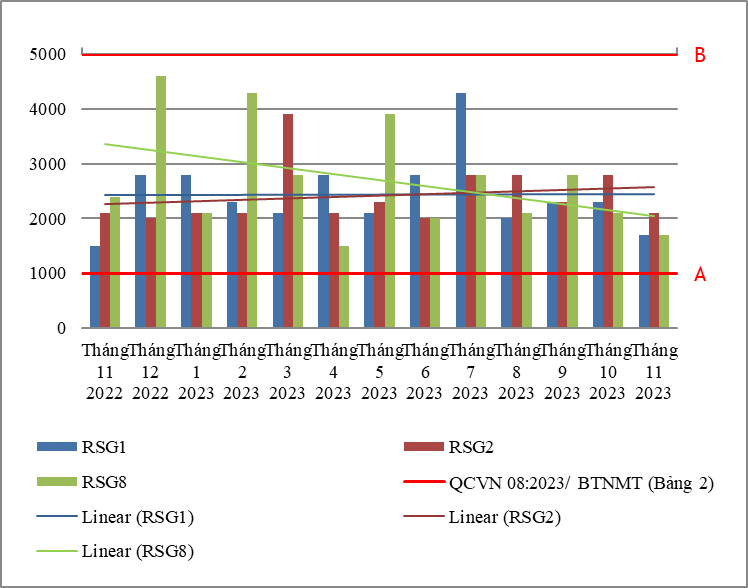 5000
B
4000
3000
2000
1000
A
0
Tháng Tháng Tháng Tháng Tháng Tháng Tháng Tháng Tháng Tháng Tháng Tháng Tháng
11 12 1 2 3 4 5 6 7 8 9 10 11
2022 2022 2023 2023 2023 2023 2023 2023 2023 2023 2023 2023 2023
RSG1 RSG2
RSG8 QCVN 08:2023/ BTNMT (Bảng 2)
Linear (RSG1) Linear (RSG2)
Linear (RSG8)